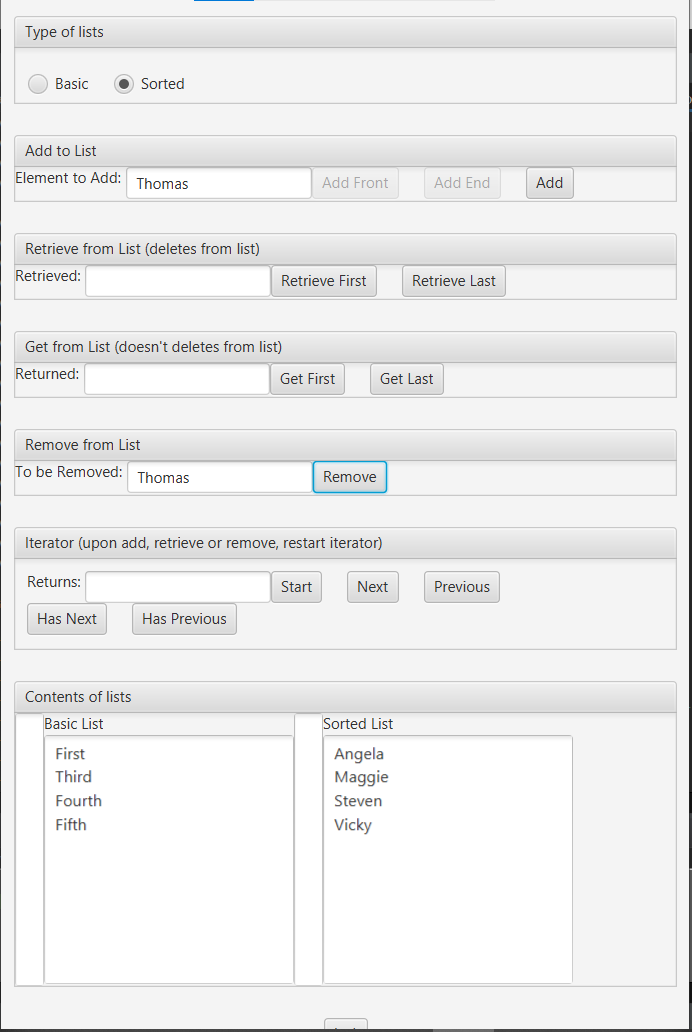 Type of lists
Basic Sorted
Add to List
Element to Add: Thomas Add Front Add End Add
Retrieve from List (deletes from list)
Retrieved: Retrieve First Retrieve Last
Get from List (doesn't deletes from list)
Returned: Get First Get Last
Remove from List
To be Removed: Thomas Remove
Iterator (upon add, retrieve or remove, restart iterator)
Returns: Start Next Previous
Has Next Has Previous
Contents of lists
Basic List Sorted List
First Angela
Third Maggie
Fourth Steven
Fifth Vicky